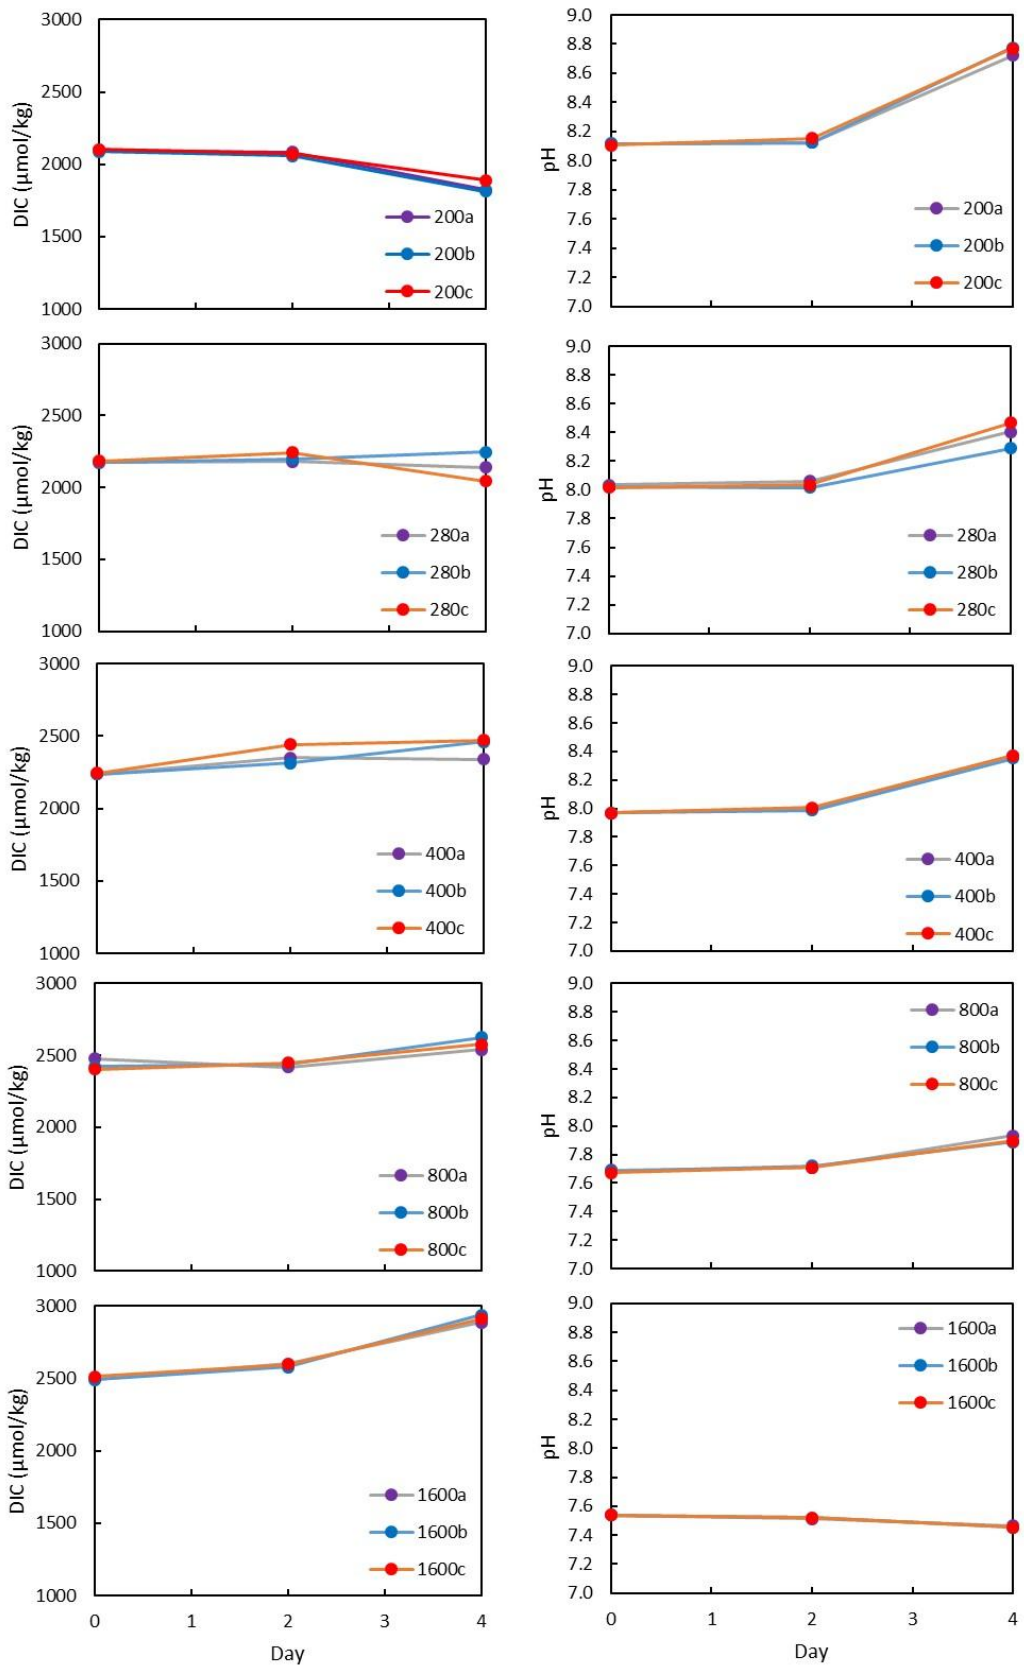 3000
2500
2000
1500
1000
DIC (µmol/kg)
200a
200b
200c
9.0
8.8
8.6
8.4
8.2
8.0
7.8
7.6
7.4
7.2
7.0
pH
200a
200b
200c
3000
2500
2000
1500
1000
DIC (µmol/kg)
280a
280b
280c
9.0
8.8
8.6
8.4
8.2
8.0
7.8
7.6
7.4
7.2
7.0
pH
280a
280b
280c
3000
2500
2000
1500
1000
DIC (µmol/kg)
400a
400b
400c
9.0
8.8
8.6
8.4
8.2
8.0
7.8
7.6
7.4
7.2
7.0
pH
400a
400b
400c
3000
2500
2000
1500
1000
DIC (µmol/kg)
800a
800b
800c
9.0
8.8
8.6
8.4
8.2
8.0
7.8
7.6
7.4
7.2
7.0
pH
800a
800b
800c
3000
2500
2000
1500
1000
DIC (µmol/kg)
1600a
1600b
1600c
0 1 2 3 4
Day
9.0
8.8
8.6
8.4
8.2
8.0
7.8
7.6
7.4
7.2
7.0
pH
1600a
1600b
1600c
0 1 2 3 4
Day